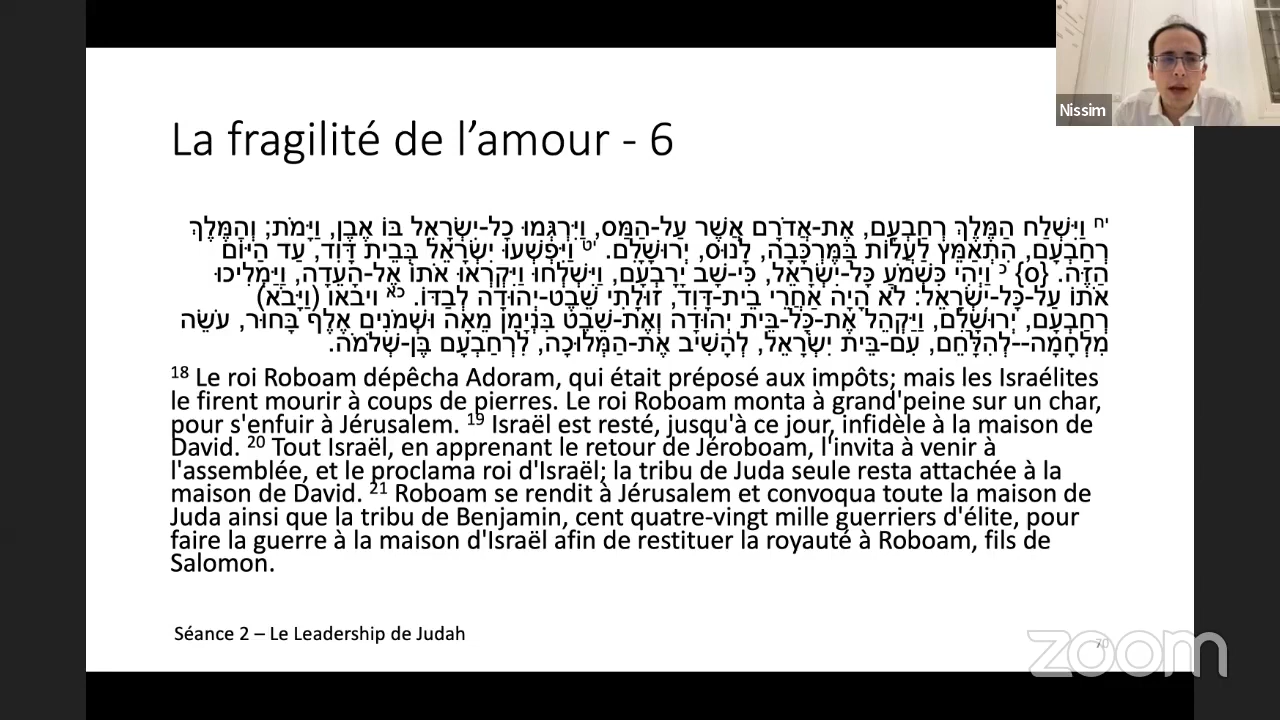 La fragilité de l’amour - 6
יח וַיִּשְׁלַח הַמֶּלֶךְ רְחַבְעָם, אֶת-אֲדֹרָם אֲשֶׁר עַל-הַמַּס, וַיִּרְגְּמוּ כָל-יִשְׂרָאֵל בּוֹ אֶבֶן, וַיָּמֹת; וְהַמֶּלֶךְ
רְחַבְעָם, הִתְאַמֵּץ לַעֲלוֹת בַּמֶּרְכָּבָה, לָנוּס, יְרוּשָׁלִָם. יט וַיִּפְשְׁעוּ יִשְׂרָאֵל בְּבֵית דָּוִד, עַד הַיּוֹם
הַזֶּה. {ס} כ וַיְהִי כִּשְׁמֹעַ כָּל-יִשְׂרָאֵל, כִּי-שָׁב יָרָבְעָם, וַיִּשְׁלְחוּ וַיִּקְרְאוּ אֹתוֹ אֶל-הָעֵדָה, וַיַּמְלִיכוּ
אֹתוֹ עַל-כָּל-יִשְׂרָאֵל: לֹא הָיָה אַחֲרֵי בֵית-דָּוִד, זוּלָתִי שֵׁבֶט-יְהוּדָה לְבַדּוֹ. כא ויבאו (וַיָּבֹא)
רְחַבְעָם, יְרוּשָׁלִַם, וַיַּקְהֵל אֶת-כָּל-בֵּית יְהוּדָה וְאֶת-שֵׁבֶט בִּנְיָמִן מֵאָה וּשְׁמֹנִים אֶלֶף בָּחוּר, עֹשֵׂה
מִלְחָמָה--לְהִלָּחֵם, עִם-בֵּית יִשְׂרָאֵל, לְהָשִׁיב אֶת-הַמְּלוּכָה, לִרְחַבְעָם בֶּן-שְׁלֹמֹה.
18 Le roi Roboam dépêcha Adoram, qui était préposé aux impôts; mais les Israélites
le firent mourir à coups de pierres. Le roi Roboam monta à grand'peine sur un char,
pour s'enfuir à Jérusalem. 19 Israël est resté, jusqu'à ce jour, infidèle à la maison de
David. 20 Tout Israël, en apprenant le retour de Jéroboam, l'invita à venir à
l'assemblée, et le proclama roi d'Israël; la tribu de Juda seule resta attachée à la
maison de David. 21 Roboam se rendit à Jérusalem et convoqua toute la maison de
Juda ainsi que la tribu de Benjamin, cent quatre-vingt mille guerriers d'élite, pour
faire la guerre à la maison d'Israël afin de restituer la royauté à Roboam, fils de
Salomon.
Séance 2 – Le Leadership de Judah
70
zoom
Nissim